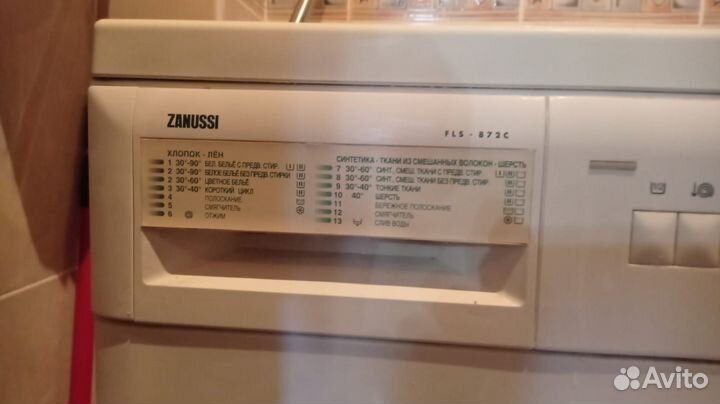 ZANUSSI
FLS - 872C
ХЛОПОК - ЛЁН
1 30°-90° БЕЛ. БЕЛЬЁ С ПРЕДВ. СТИР.
2 30°-90° БЕЛОЕ БЕЛЬЁ БЕЗ ПРЕДВ. СТИРКИ
2 30°-60° ЦВЕТНОЕ БЕЛЬЁ
3 30°-40° КОРОТКИЙ ЦИКЛ
4 ПОЛОСКАНИЕ
5 СМЯГЧИТЕЛЬ
6 ОТЖИМ
СИНТЕТИКА - ТКАНИ ИЗ СМЕШАННЫХ ВОЛОКОН - ШЕРСТЬ
7 30°-60° СИНТ., СМЕШ. ТКАНИ С ПРЕДВ. СТИР.
8 30°-60° СИНТ., СМЕШ. ТКАНИ БЕЗ ПРЕДВ. СТИР.
9 30°-40° ТОНКИЕ ТКАНИ
10 40° ШЕРСТЬ
11 БЕРЕЖНОЕ ПОЛОСКАНИЕ
12 СМЯГЧИТЕЛЬ
13 СЛИВ ВОДЫ
Avito